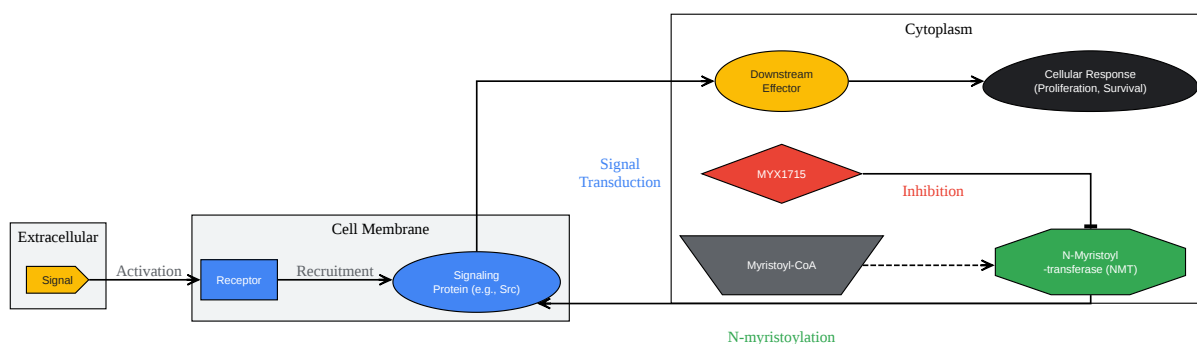 Cytoplasm
Downstream
Effector
Cellular Response
(Proliferation, Survival)
Signal
Transduction
MYX1715
Inhibition
Cell Membrane
Extracellular
Signal
Activation
Receptor
Recruitment
Signaling
Protein (e.g., Src)
Myristoyl-CoA
N-Myristoyl
-transferase (NMT)
N-myristoylation